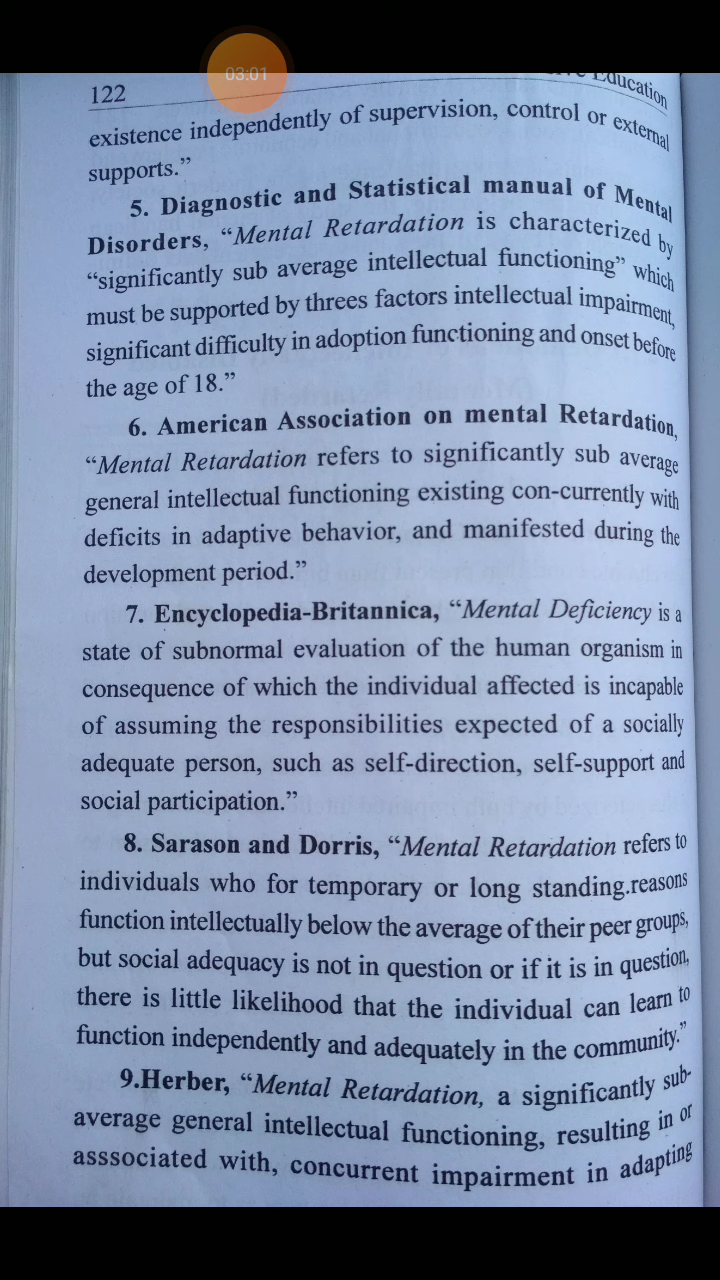 03:01
122
Education
existence independently of supervision, control or external
supports.”
5. Diagnostic and Statistical manual of Mental
Disorders, “Mental Retardation is characterized by
“significantly sub average intellectual functioning” which
must be supported by threes factors intellectual impairment,
significant difficulty in adoption functioning and onset before
the age of 18.”
6. American Association on mental Retardation,
“Mental Retardation refers to significantly sub average
general intellectual functioning existing con-currently with
deficits in adaptive behavior, and manifested during the
development period.”
7. Encyclopedia-Britannica, “Mental Deficiency is a
state of subnormal evaluation of the human organism in
consequence of which the individual affected is incapable
of assuming the responsibilities expected of a socially
adequate person, such as self-direction, self-support and
social participation.”
8. Sarason and Dorris, “Mental Retardation refers to
individuals who for temporary or long standing.reasons
function intellectually below the average of their peer groups,
but social adequacy is not in question or if it is in question,
there is little likelihood that the individual can learn to
function independently and adequately in the community.”
9.Herber, “Mental Retardation, a significantly sub-
average general intellectual functioning, resulting in or
asssociated with, concurrent impairment in adapting